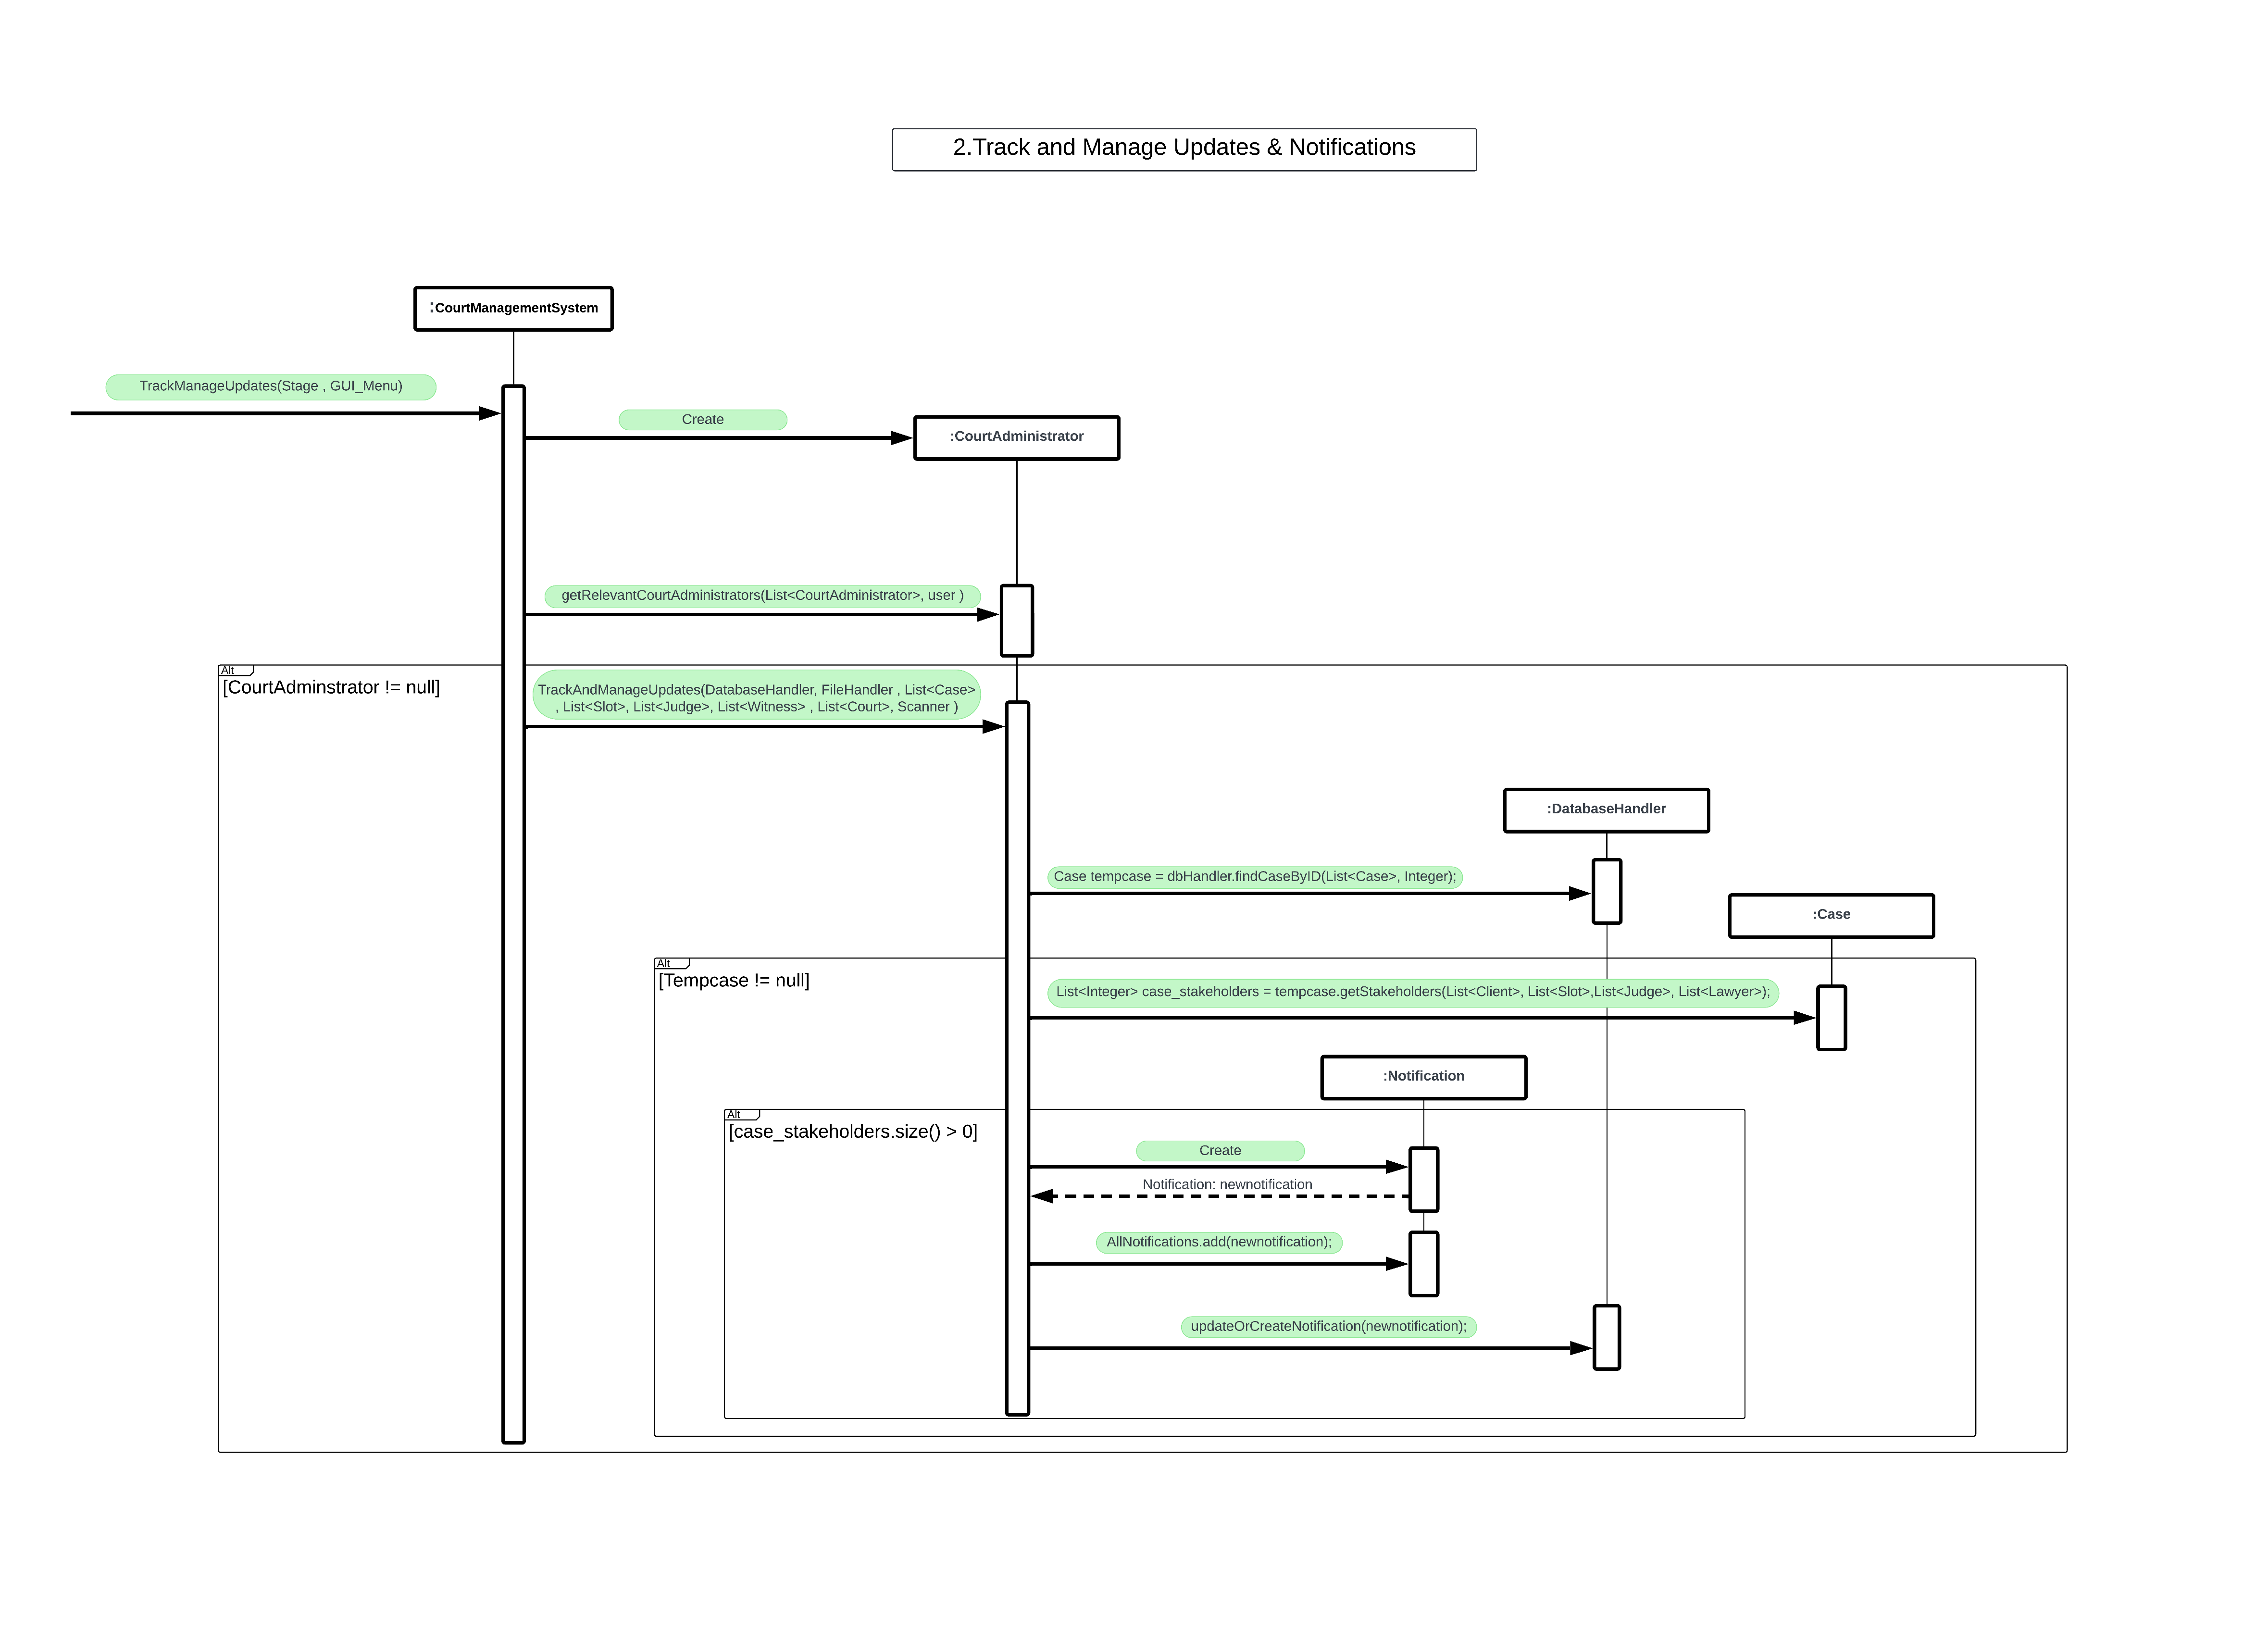 2.Track and Manage Updates & Notifications
:CourtManagementSystem
TrackManageUpdates(Stage , GUI_Menu)
Create
:CourtAdministrator
getRelevantCourtAdministrators(List<CourtAdministrator>, user )
Alt
[CourtAdminstrator != null]
TrackAndManageUpdates(DatabaseHandler, FileHandler , List<Case>
, List<Slot>, List<Judge>, List<Witness> , List<Court>, Scanner )
:DatabaseHandler
Case tempcase = dbHandler.findCaseByID(List<Case>, Integer);
:Case
Alt
[Tempcase != null]
List<Integer> case_stakeholders = tempcase.getStakeholders(List<Client>, List<Slot>,List<Judge>, List<Lawyer>);
:Notification
Alt
[case_stakeholders.size() > 0]
Create
Notification: newnotification
AllNotifications.add(newnotification);
updateOrCreateNotification(newnotification);